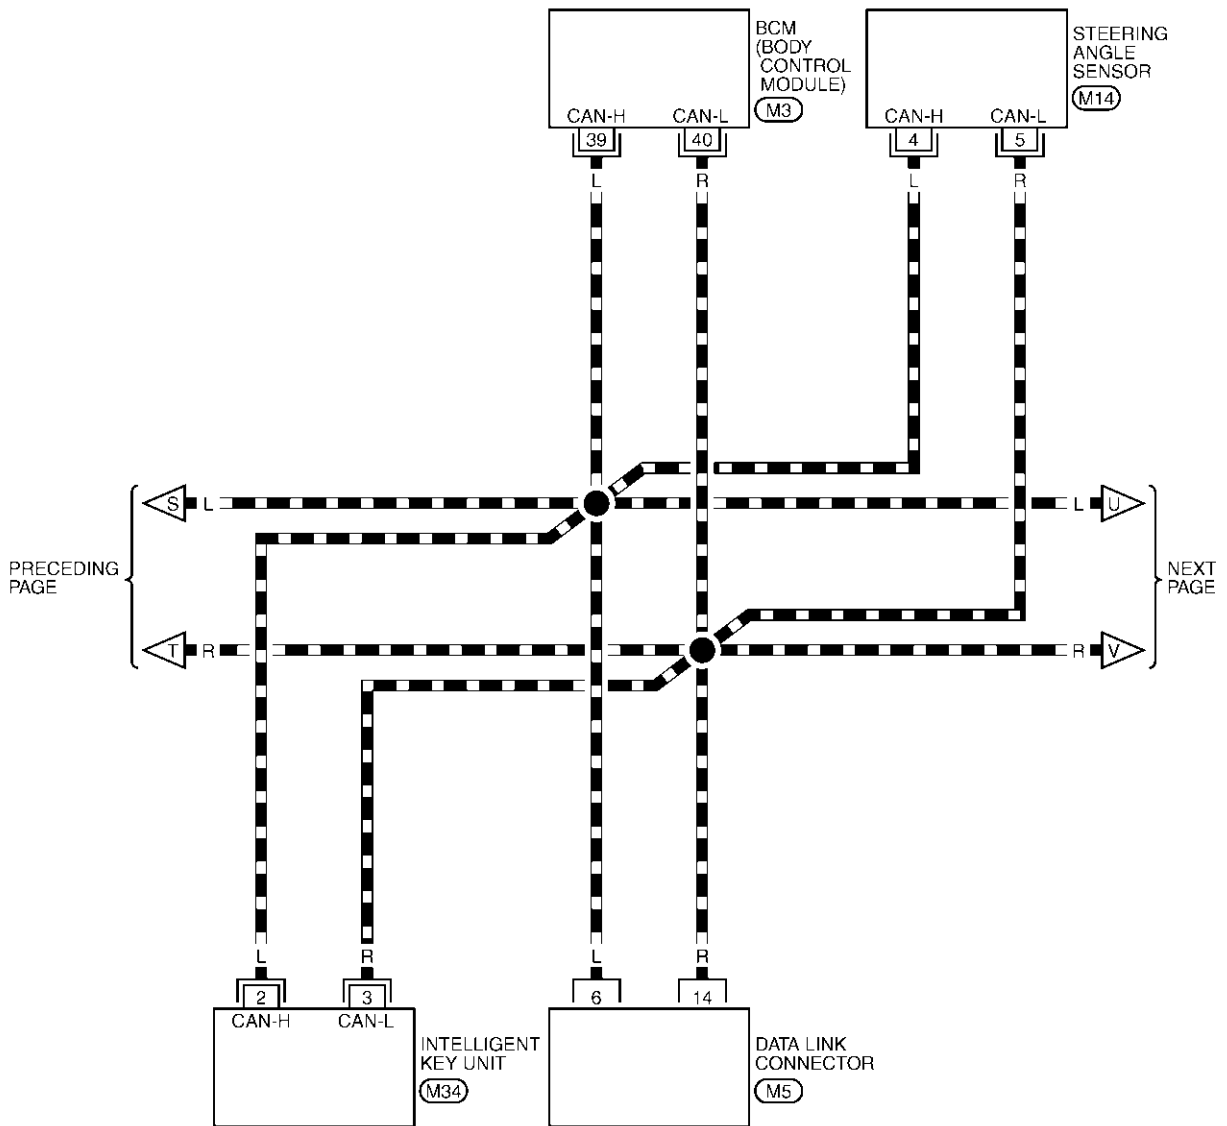 BCM
(BODY
CONTROL
MODULE)
M3
STEERING
ANGLE
SENSOR
M14
CAN-H
CAN-L
CAN-H
CAN-L
39
40
4
5
L
R
L
R
S
L
L
U
PRECEDING
PAGE
NEXT
PAGE
T
R
R
V
L
R
L
R
2
3
6
14
CAN-H
CAN-L
INTELLIGENT
KEY UNIT
M34
DATA LINK
CONNECTOR
M5